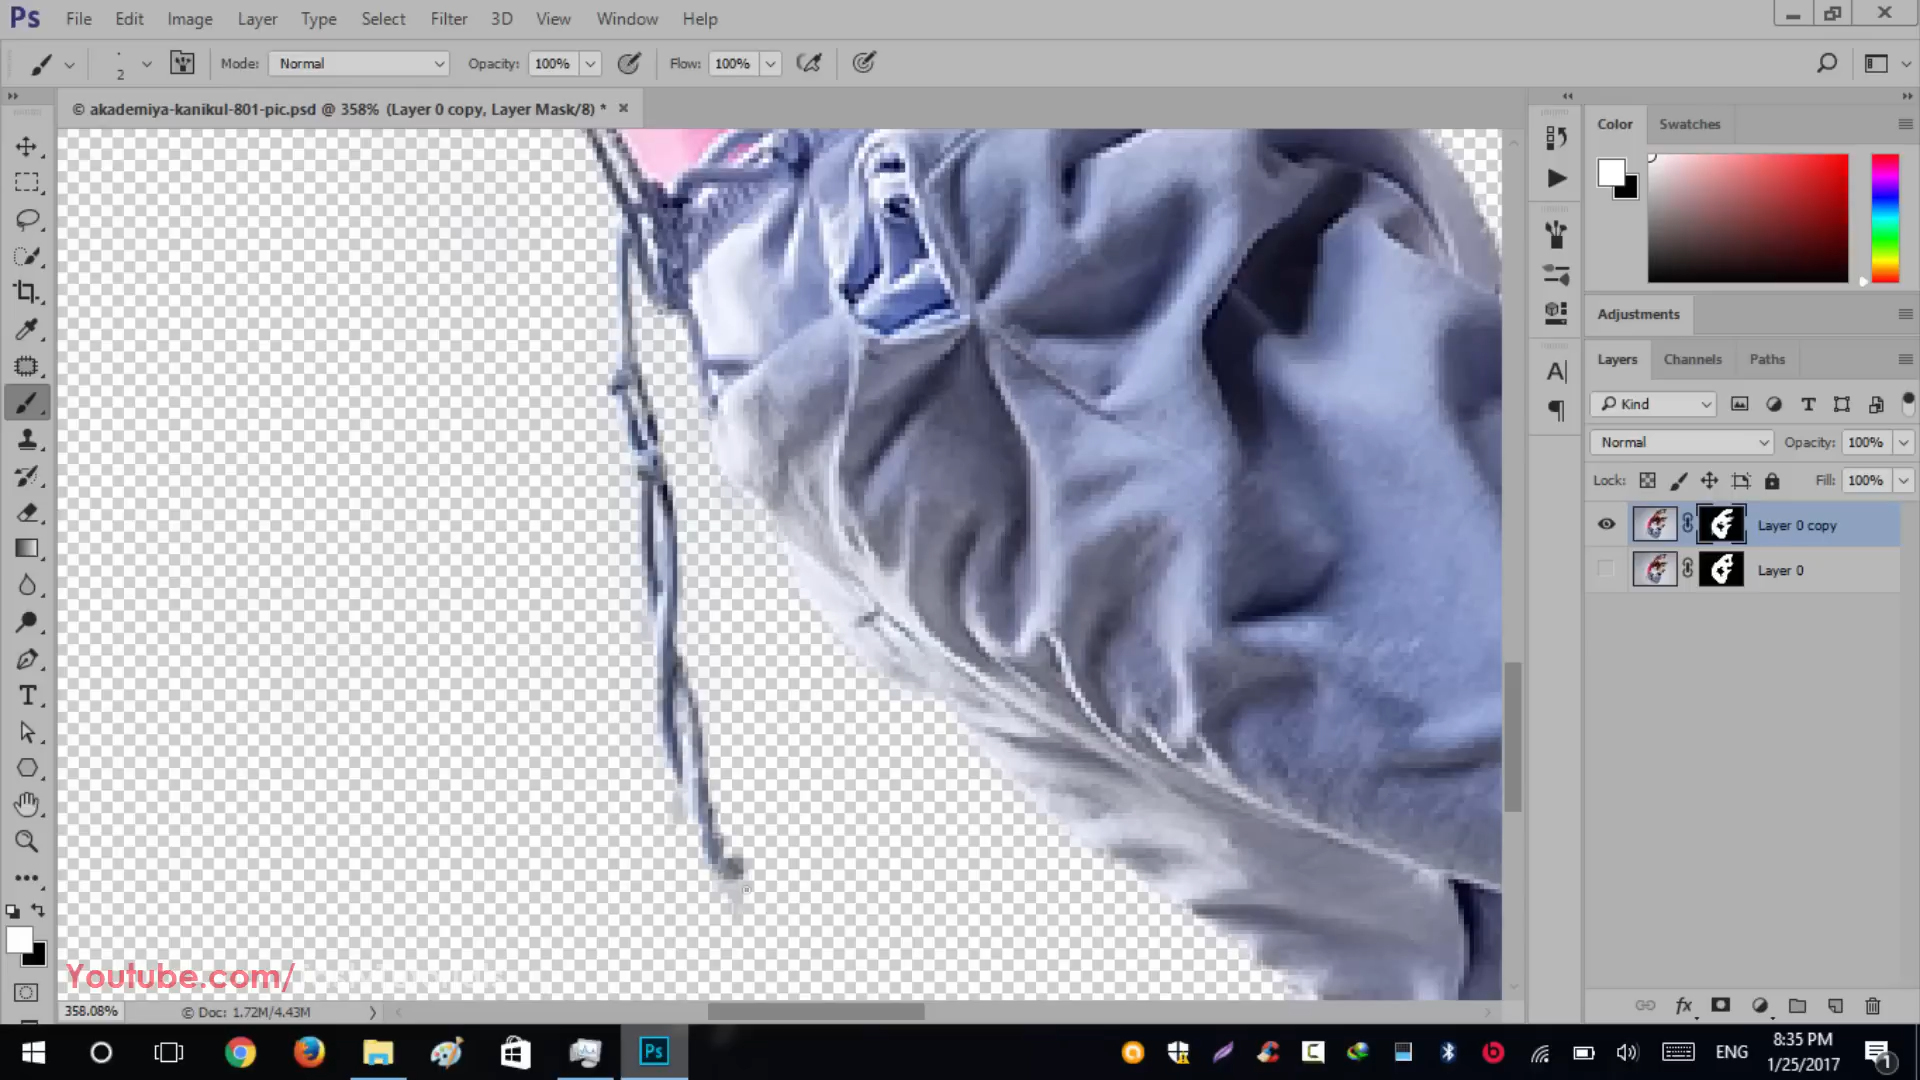 Ps File Edit Image Layer Type Select Filter 3D View Window Help
2 Mode: Normal Opacity: 100% Flow: 100%
© akademiya-kanikul-801-pic.psd @ 358% (Layer 0 copy, Layer Mask/8) *
Color Swatches
Adjustments
Layers Channels Paths
Kind
Normal Opacity: 100%
Lock: Fill: 100%
Layer 0 copy
Layer 0
Youtube.com/
358.08% © Doc: 1.72M/4.43M
Ps
ENG
8:35 PM
1/25/2017
1